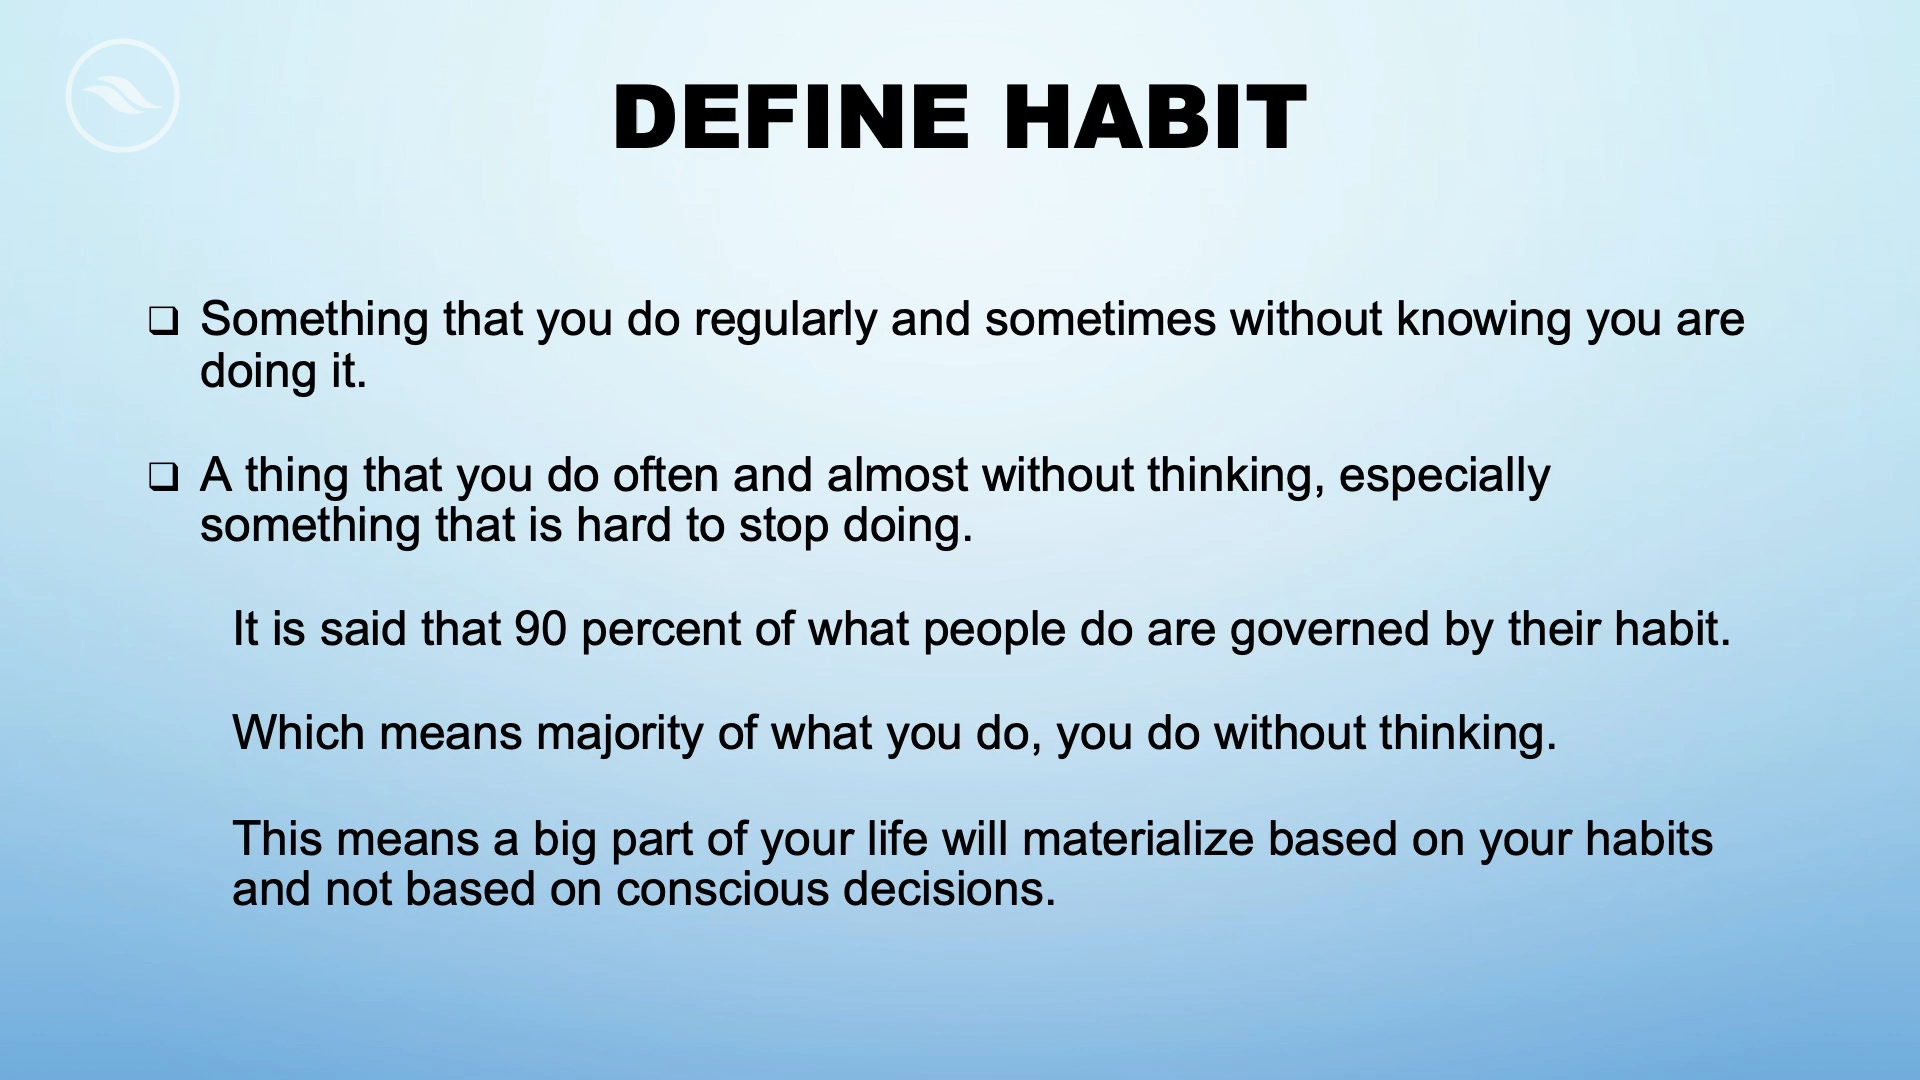 DEFINE HABIT
Something that you do regularly and sometimes without knowing you are
doing it.
A thing that you do often and almost without thinking, especially
something that is hard to stop doing.
It is said that 90 percent of what people do are governed by their habit.
Which means majority of what you do, you do without thinking.
This means a big part of your life will materialize based on your habits
and not based on conscious decisions.